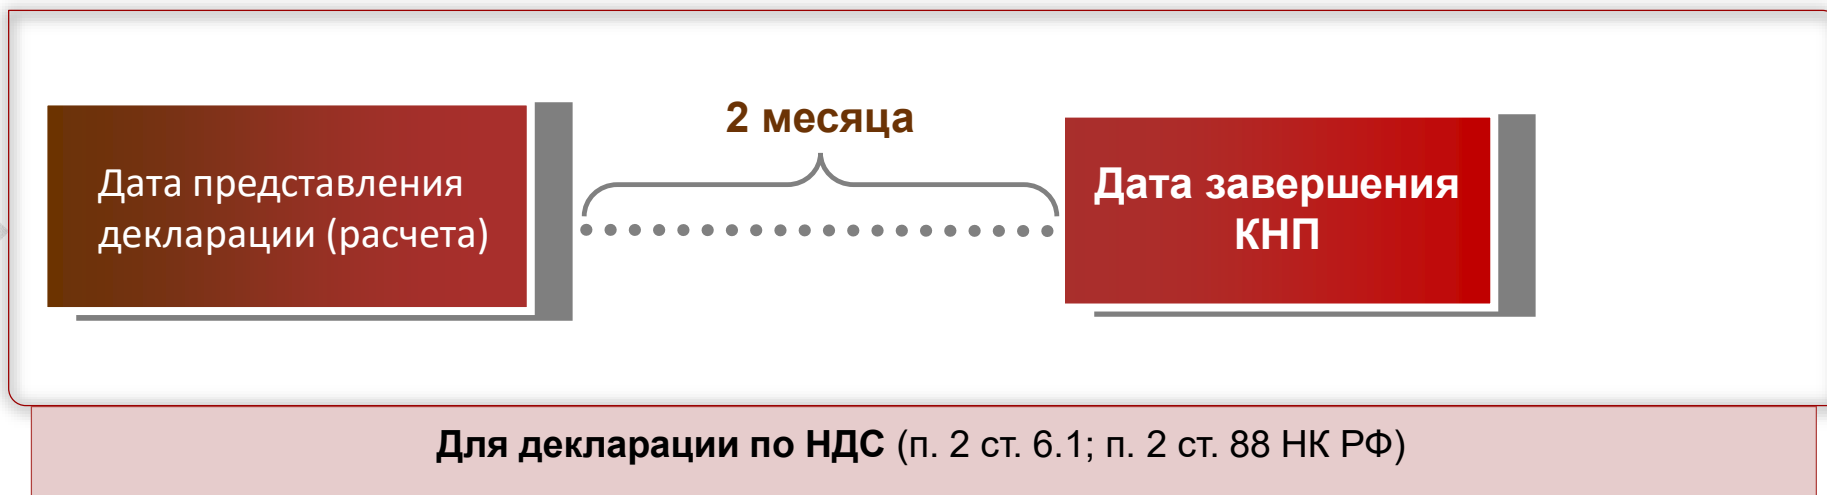 2 месяца
Дата представления
декларации (расчета)
Дата завершения
КНП
Для декларации по НДС (п. 2 ст. 6.1; п. 2 ст. 88 НК РФ)